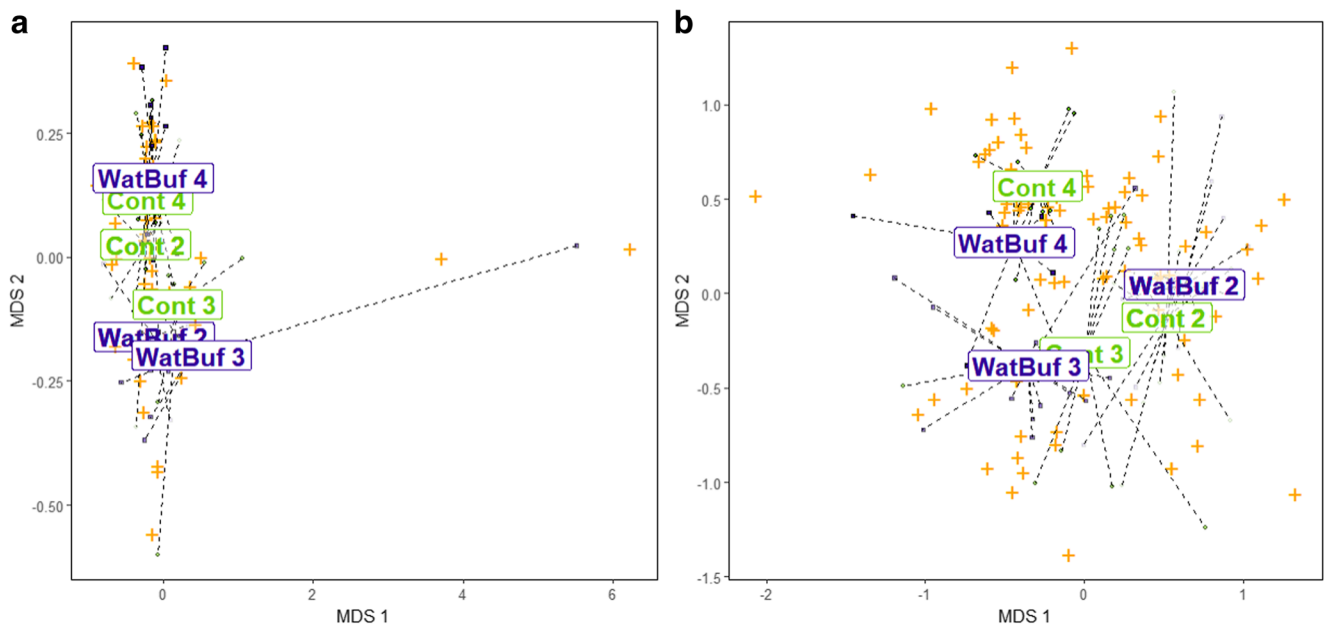 a
MDS 2
0.25
0.00
-0.25
-0.50
WatBuf 4
Cont 4
Cont 2
Cont 3
WatBuf 2
WatBuf 3
0 2 4 6
MDS 1
b
MDS 2
1.0
0.5
0.0
-0.5
-1.0
-1.5
Cont 4
WatBuf 4
WatBuf 2
Cont 2
Cont 3
WatBuf 3
-2 -1 0 1
MDS 1